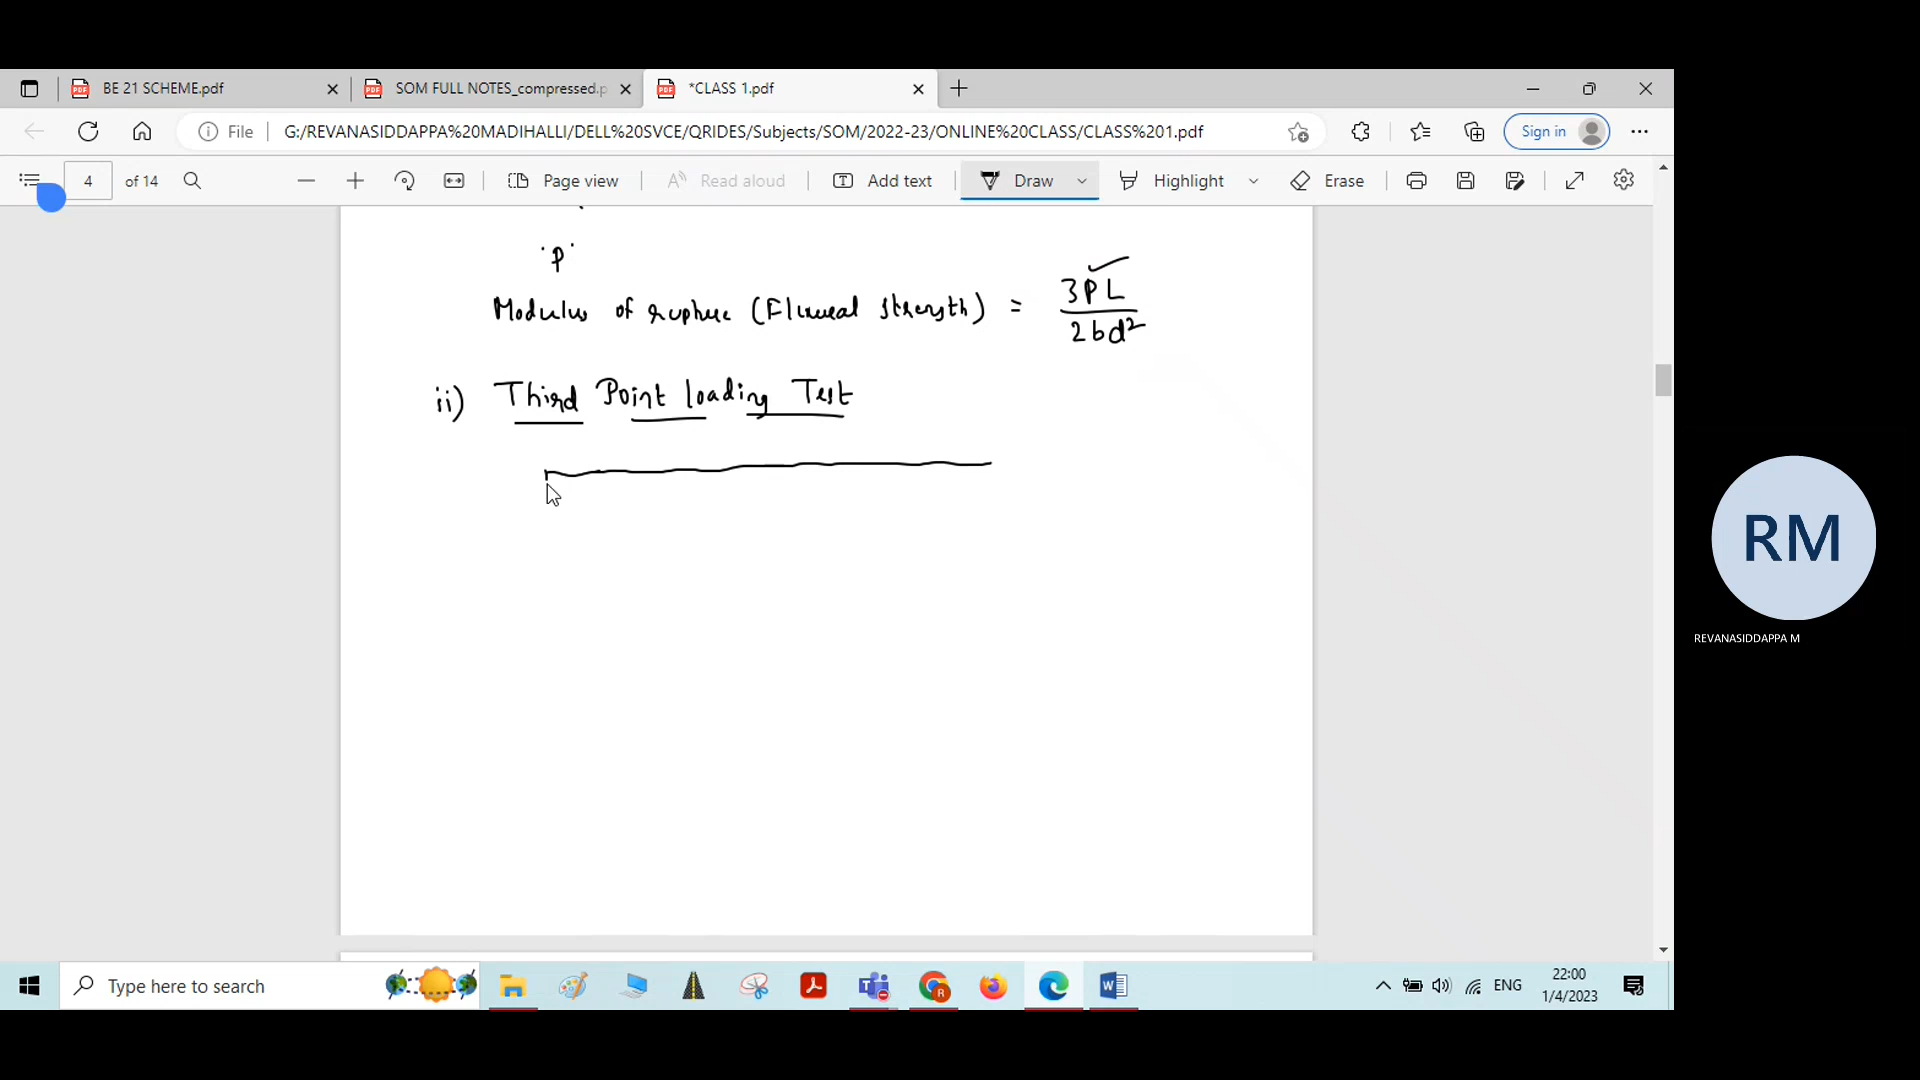 BE 21 SCHEME.pdf
SOM FULL NOTES_compressed.p
*CLASS 1.pdf
File
G:/REVANASIDDAPPA%20MADIHALLI/DELL%20SVCE/QRIDES/Subjects/SOM/2022-23/ONLINE%20CLASS/CLASS%201.pdf
Sign in
4 of 14
Page view
Read aloud
Add text
Draw
Highlight
Erase
'P'
Modulus of rupture (Flexural Strength) = 3PL
2bd²
ii) Third Point loading Test
RM
REVANASIDDAPPA M
Type here to search
ENG
22:00
1/4/2023